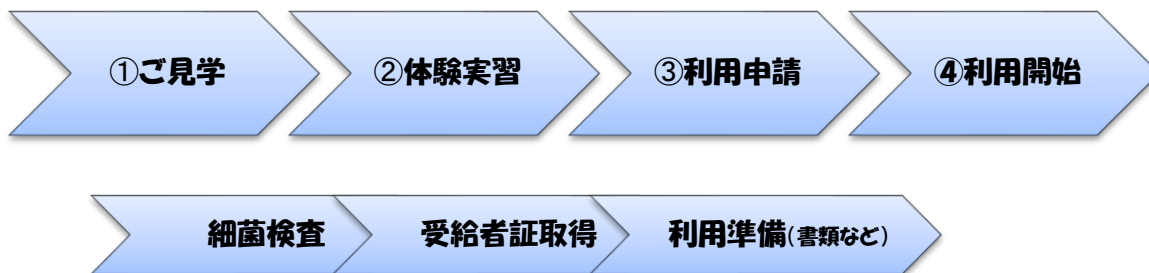 ①ご見学
②体験実習
③利用申請
④利用開始
細菌検査
受給者証取得
利用準備(書類など)